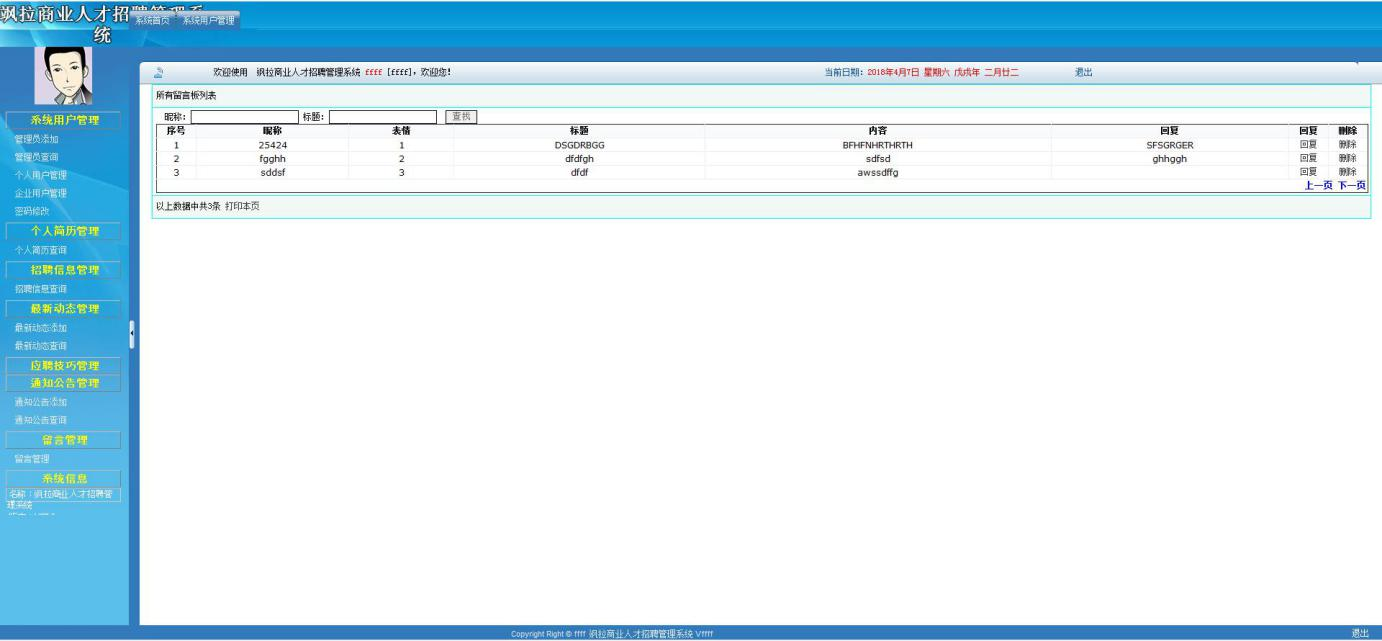 飒拉商业人才招聘管理系
统
系统首页 系统用户管理
欢迎使用 飒拉商业人才招聘管理系统 ffff [ffff]，欢迎您！ 当前日期：2018年4月7日 星期六 戊戌年 二月廿二 退出
系统用户管理
管理员添加
管理员查询
个人用户管理
企业用户管理
密码修改
个人简历管理
个人简历查询
招聘信息管理
招聘信息查询
最新动态管理
最新动态添加
最新动态查询
应聘技巧管理
通知公告管理
通知公告添加
通知公告查询
留言管理
留言管理
系统信息
名称：飒拉商业人才招聘管
理系统
所有留言板列表
昵称： 标题： 查找
序号 昵称 表情 标题 内容 回复 回复 删除
1 25424 1 DSGDRBGG BFHFNHRTHRTH SFSGRGER 回复 删除
2 fgghh 2 dfdfgh sdfsd ghhggh 回复 删除
3 sddsf 3 dfdf awssdffg 回复 删除
上一页 下一页
以上数据中共3条 打印本页
Copyright Right © ffff 飒拉商业人才招聘管理系统 Vffff 退出